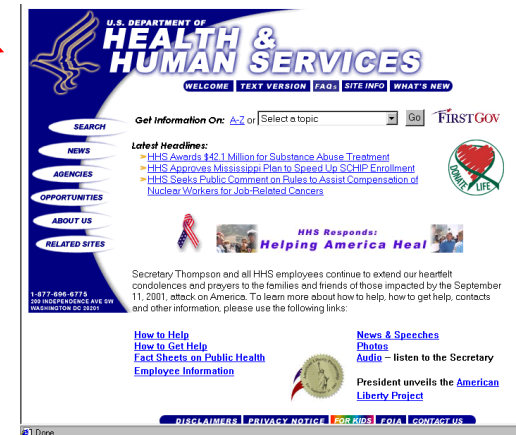 U.S. DEPARTMENT OF
HEALTH &
HUMAN SERVICES
WELCOME TEXT VERSION FAQs SITE INFO WHAT'S NEW
Get Information On: A-Z or Select a topic Go FIRSTGOV
SEARCH
NEWS
AGENCIES
OPPORTUNITIES
ABOUT US
RELATED SITES
1-877-696-6775
200 INDEPENDENCE AVE SW
WASHINGTON DC 20201
Latest Headlines:
HHS Awards $42.1 Million for Substance Abuse Treatment
HHS Approves Mississippi Plan to Speed Up SCHIP Enrollment
HHS Seeks Public Comment on Rules to Assist Compensation of
Nuclear Workers for Job-Related Cancers
DONATE LIFE
HHS Responds:
Helping America Heal
Secretary Thompson and all HHS employees continue to extend our heartfelt
condolences and prayers to the families and friends of those impacted by the September
11, 2001, attack on America. To learn more about how to help, how to get help, contacts
and other information, please use the following links:
How to Help
How to Get Help
Fact Sheets on Public Health
Employee Information
News & Speeches
Photos
Audio – listen to the Secretary
President unveils the American
Liberty Project
DISCLAIMERS PRIVACY NOTICE FOR KIDS FOIA CONTACT US
Done